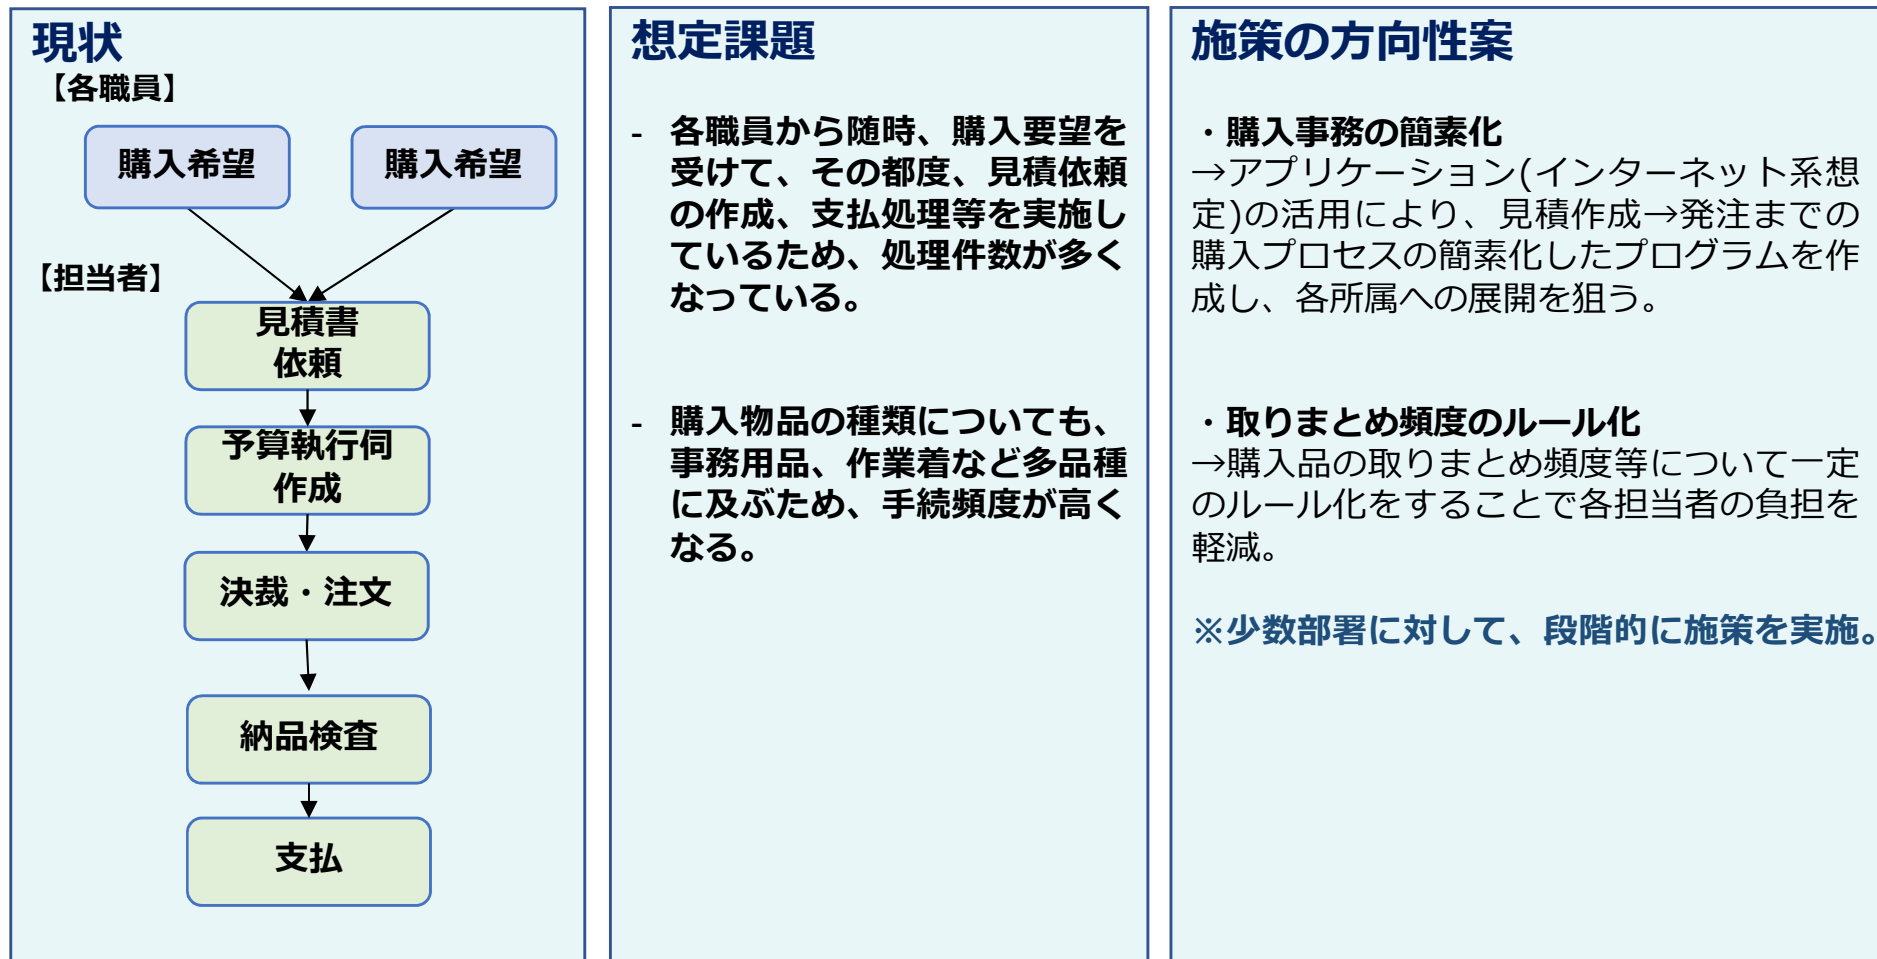 現状
【各職員】
購入希望
購入希望
【担当者】
見積書
依頼
予算執行伺
作成
決裁・注文
納品検査
支払
想定課題
- 各職員から随時、購入要望を
受けて、その都度、見積依頼
の作成、支払処理等を実施し
ているため、処理件数が多く
なっている。
- 購入物品の種類についても、
事務用品、作業着など多品種
に及ぶため、手続頻度が高く
なる。
施策の方向性案
・購入事務の簡素化
→アプリケーション(インターネット系想
定)の活用により、見積作成→発注までの
購入プロセスの簡素化したプログラムを作
成し、各所属への展開を狙う。
・取りまとめ頻度のルール化
→購入品の取りまとめ頻度等について一定
のルール化をすることで各担当者の負担を
軽減。
※少数部署に対して、段階的に施策を実施。